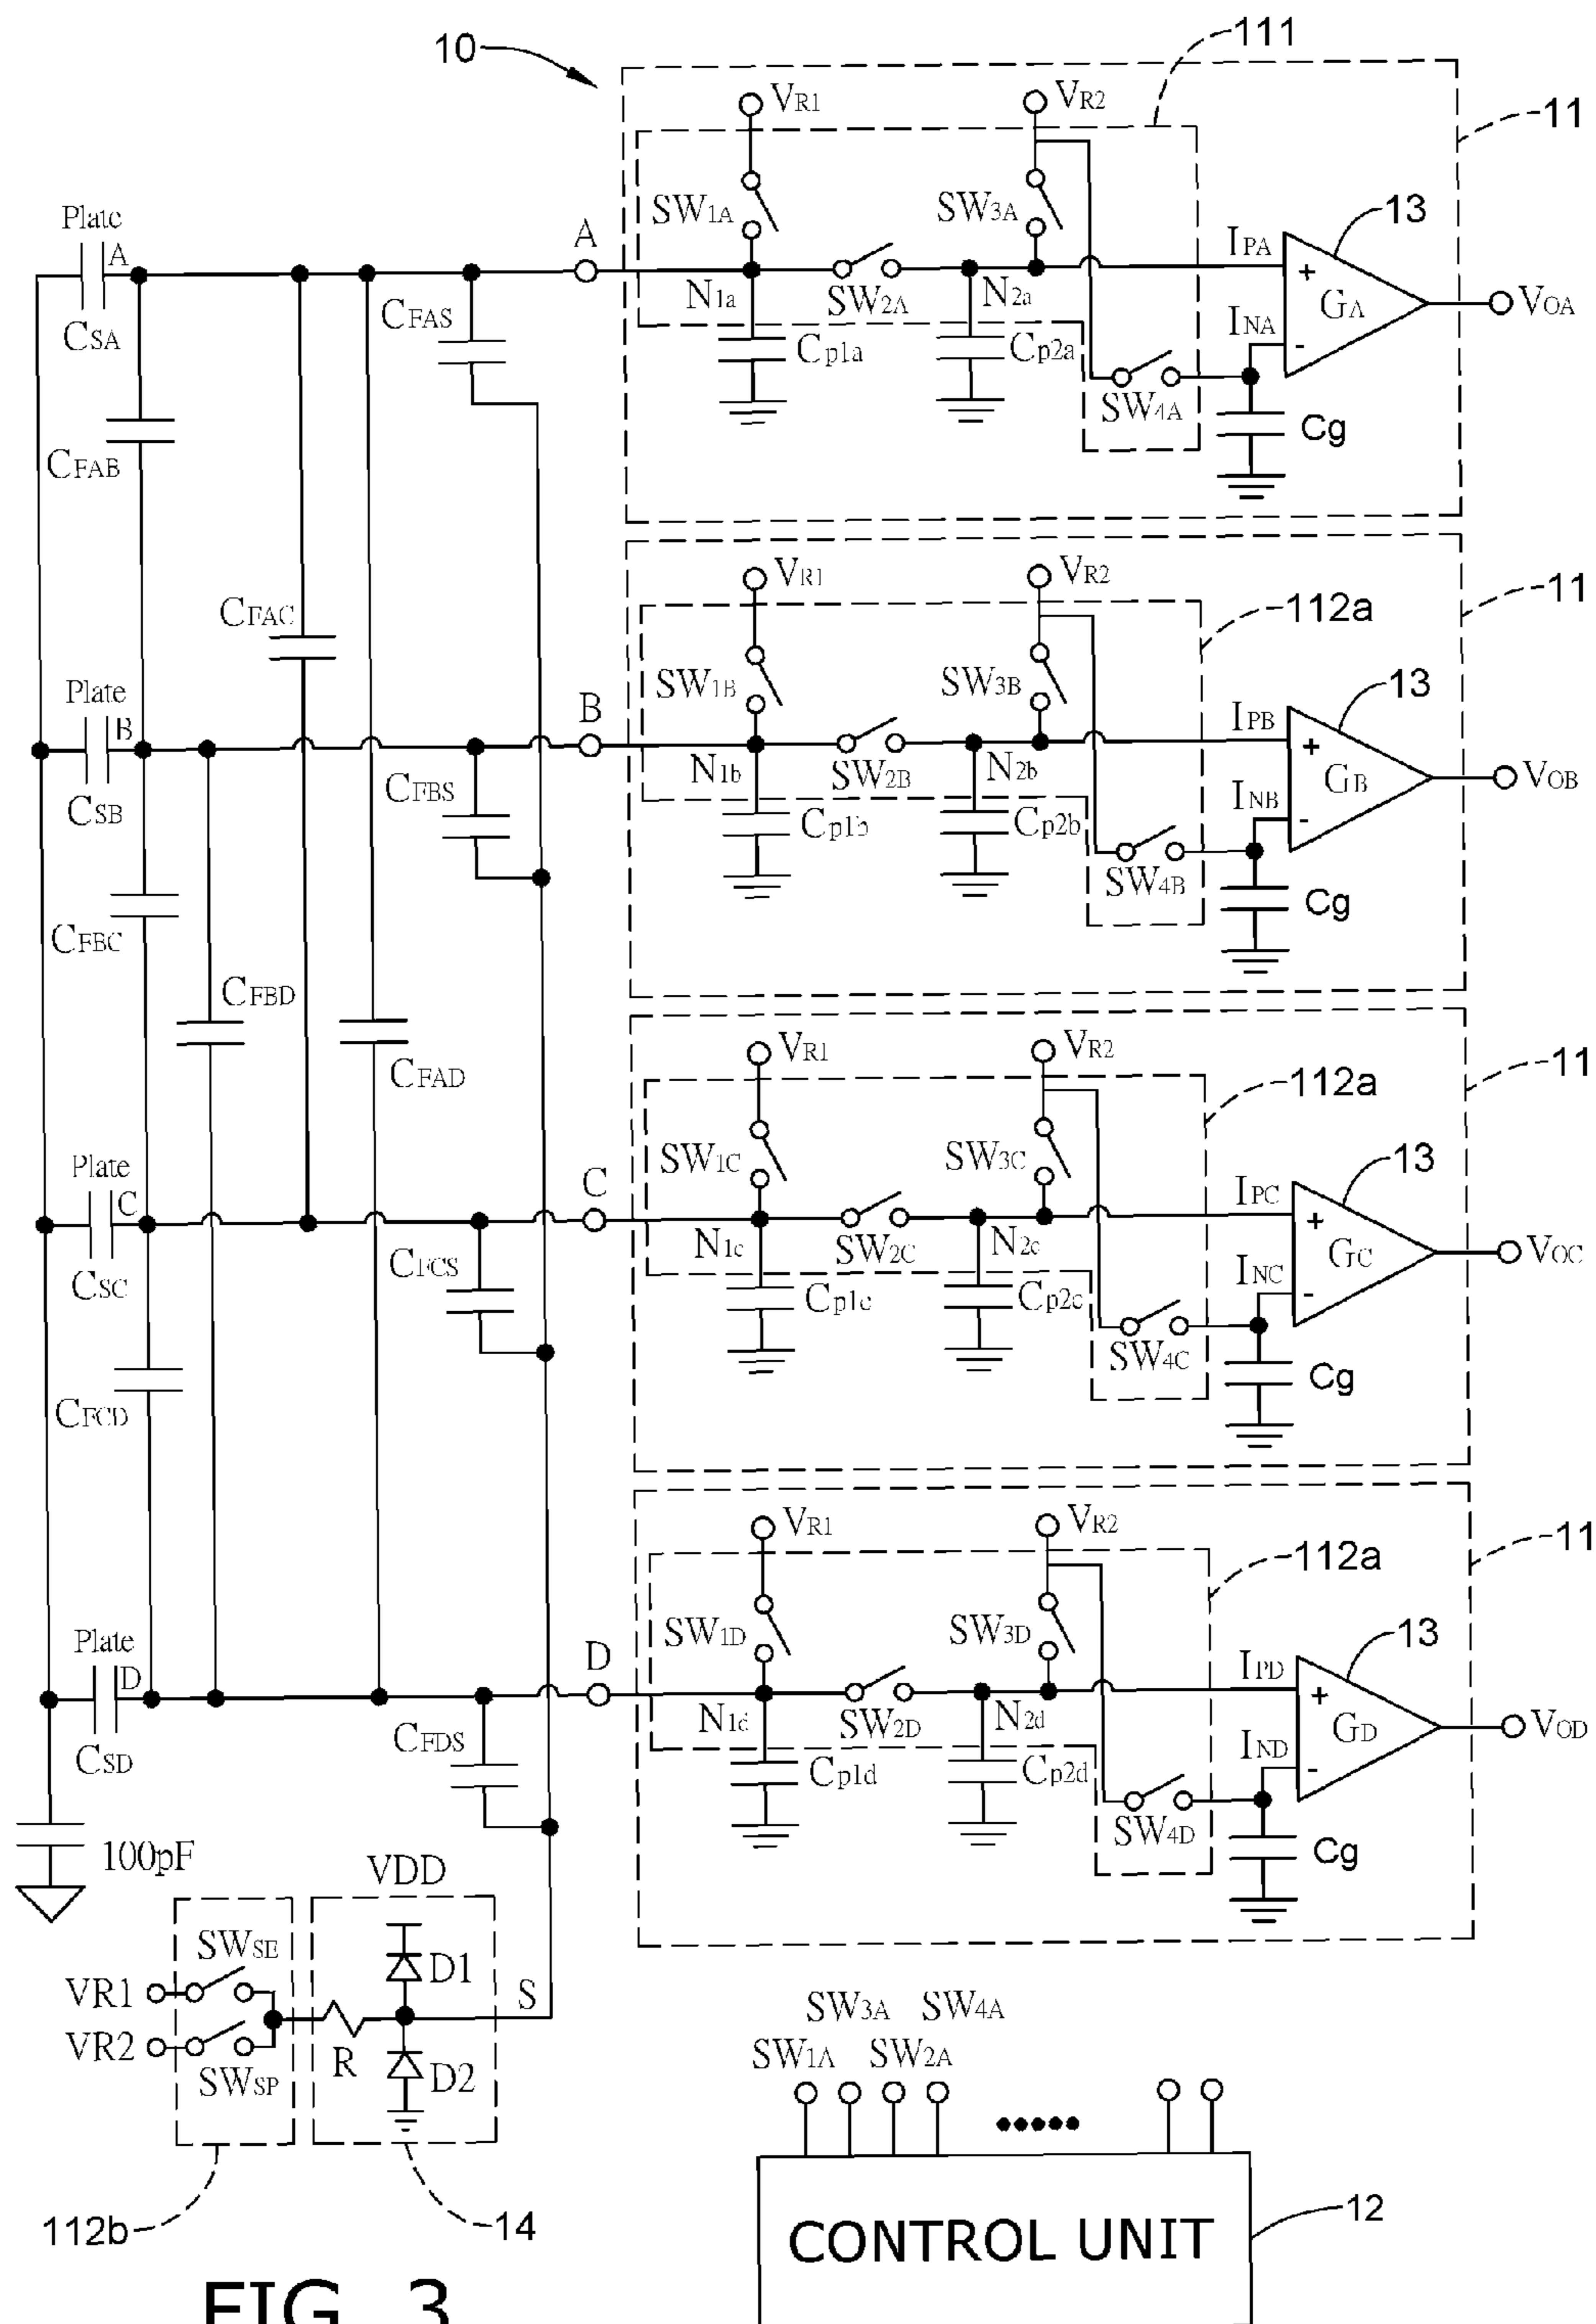 10
111
11
VR1
VR2
SW1A
SW3A
13
Plate
A
A
CSA
CFAS
N1a
SW2A
N2a
IPA
+
GA
VOA
INA
-
Cp1a
Cp2a
SW4A
Cg
CFAB
11
VR1
VR2
112a
CFAC
SW1B
SW3B
13
Plate
B
B
CSB
CFBS
N1b
SW2B
N2b
IPB
+
GB
VOB
INB
-
Cp1b
Cp2b
SW4B
Cg
CFBC
CFBD
11
VR1
VR2
CFAD
112a
SW1C
SW3C
13
Plate
C
C
CSC
CFCS
N1c
SW2C
N2c
IPC
+
GC
VOC
INC
-
Cp1c
Cp2c
SW4C
Cg
CFCD
11
VR1
VR2
112a
SW1D
SW3D
13
Plate
D
D
CSD
CFDS
N1d
SW2D
N2d
IPD
+
GD
VOD
IND
-
Cp1d
Cp2d
SW4D
Cg
100pF
VDD
SWSE
D1
VR1
S
VR2
SWSP
R
D2
SW3A SW4A
SW1A SW2A
112b
14
12
CONTROL UNIT
FIG. 3